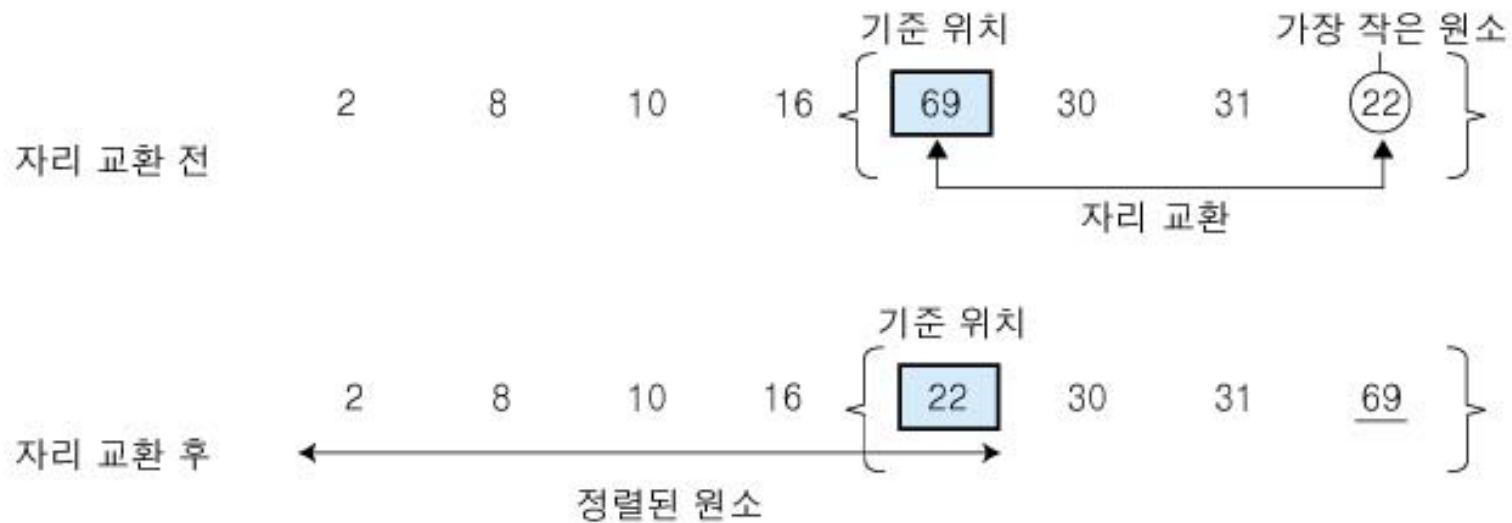 기준 위치 가장 작은 원소
2 8 10 16 69 30 31 22
자리 교환 전
자리 교환
기준 위치
2 8 10 16 22 30 31 69
자리 교환 후
정렬된 원소